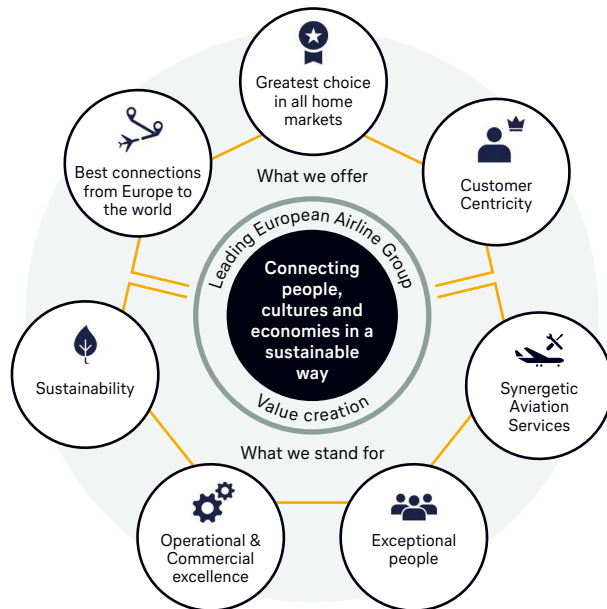 Greatest choice
in all home
markets
Best connections
from Europe to
the world
Customer
Centricity
What we offer
Leading European Airline Group
Connecting
people,
cultures and
economies in a
sustainable
way
Value creation
Sustainability
Synergetic
Aviation
Services
What we stand for
Operational &
Commercial
excellence
Exceptional
people